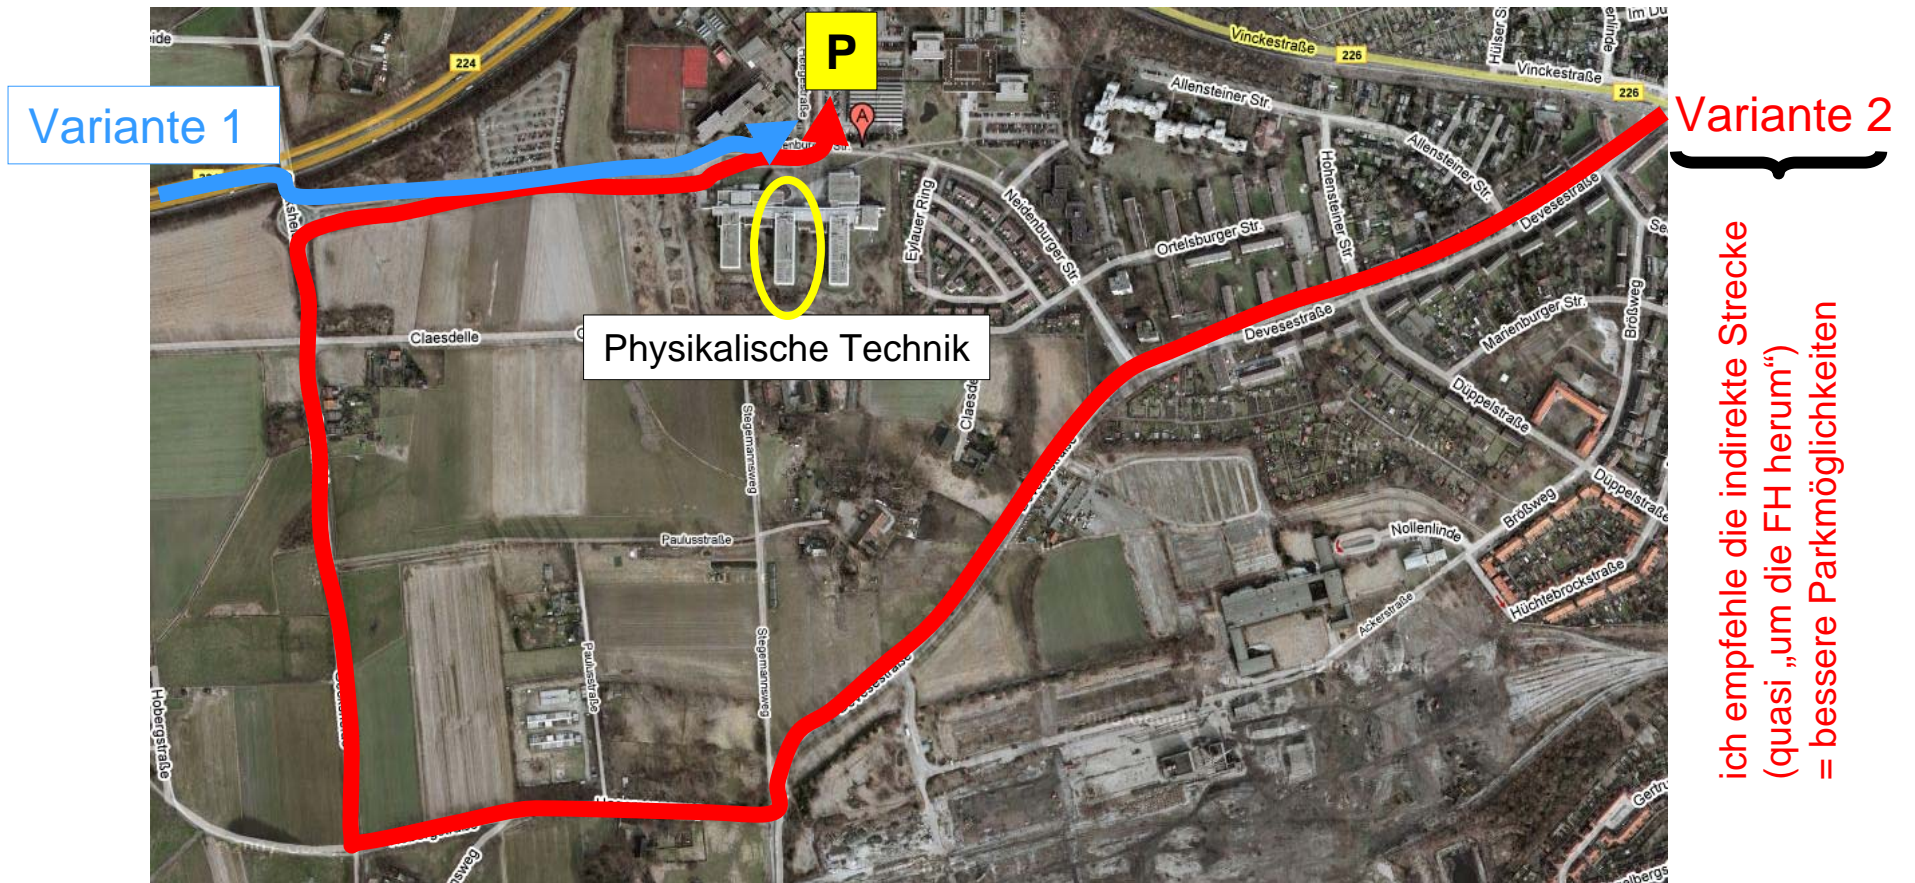 Variante 1
P
A
Variante 2
ich empfehle die indirekte Strecke
(quasi „um die FH herum“)
= bessere Parkmöglichkeiten
Physikalische Technik
224
226
226
Vinckestraße
Vinckestraße
Allensteiner Str.
Allensteiner Str.
Hohensteiner Str.
Ortelsburger Str.
Neidenburger Str.
Eylauer Ring
Devesestraße
Devesestraße
Marienburger Str.
Brößweg
Düppelstraße
Düppelstraße
Brößweg
Nollenlinde
Hüchtebrockstraße
Ackerstraße
Claesdelle
Stegemannsweg
Stegemannsweg
Paulusstraße
Paulusstraße
Hobergstraße